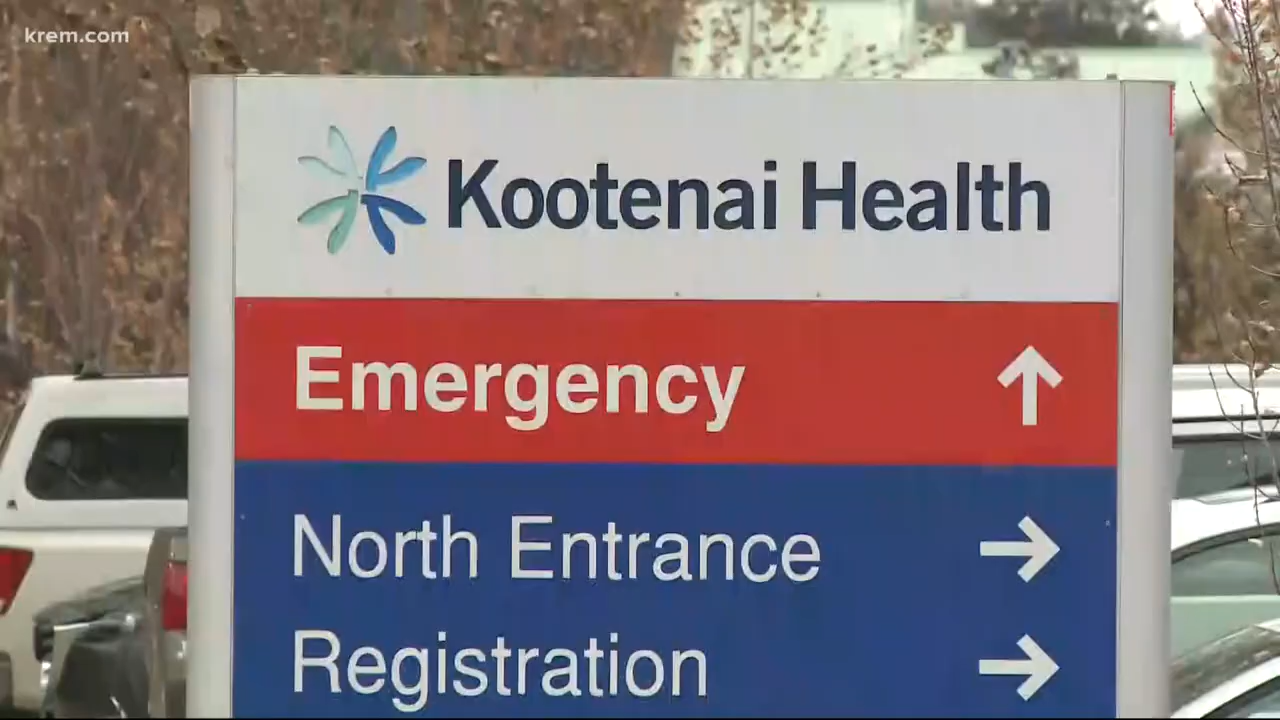 krem.com
Kootenai Health
Emergency
North Entrance
Registration